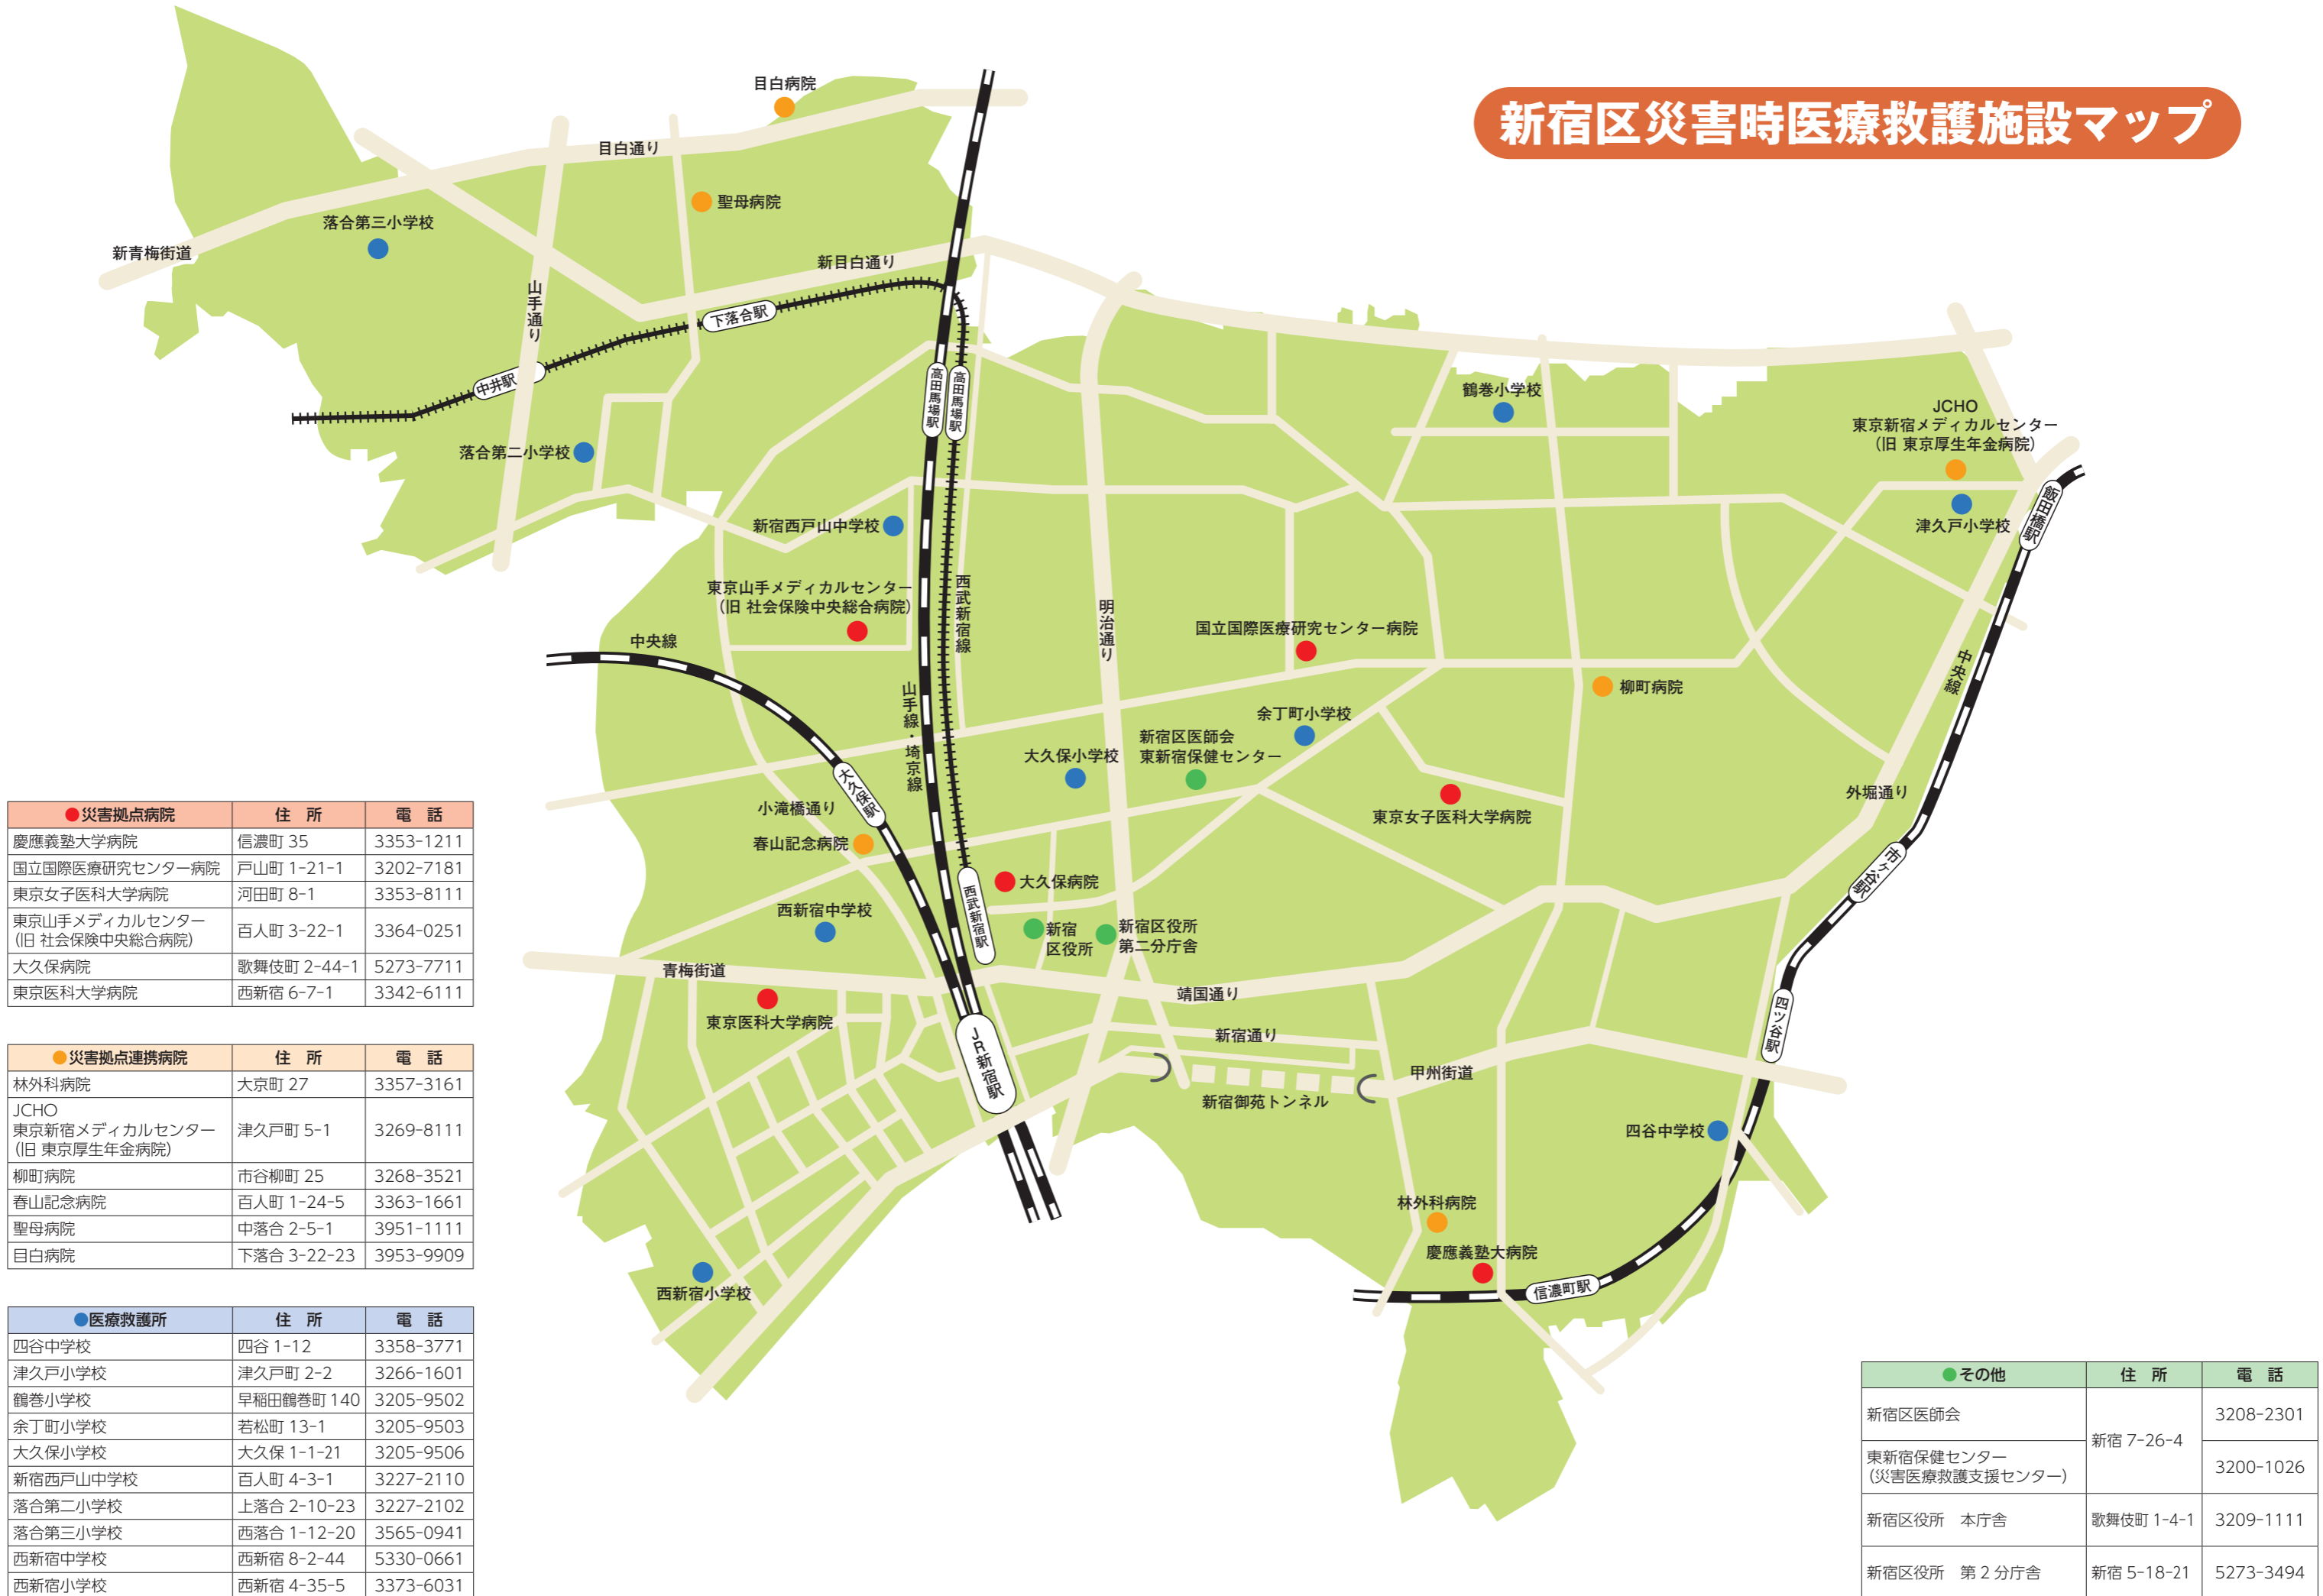 新宿区災害時医療救護施設マップ
目白病院
目白通り
聖母病院
落合第三小学校
新青梅街道
新目白通り
山手通り
下落合駅
中井駅
高田馬場駅
高田馬場駅
鶴巻小学校
JCHO
東京新宿メディカルセンター
(旧 東京厚生年金病院)
落合第二小学校
飯田橋駅
津久戸小学校
新宿西戸山中学校
東京山手メディカルセンター
(旧 社会保険中央総合病院)
西武新宿線
明治通り
国立国際医療研究センター病院
中央線
中央線
柳町病院
山手線・埼京線
余丁町小学校
新宿区医師会
東新宿保健センター
大久保小学校
大久保駅
小滝橋通り
外堀通り
東京女子医科大学病院
春山記念病院
市ヶ谷駅
大久保病院
西武新宿駅
西新宿中学校
新宿
区役所
新宿区役所
第二分庁舎
青梅街道
靖国通り
東京医科大学病院
四ツ谷駅
新宿通り
JR新宿駅
甲州街道
新宿御苑トンネル
四谷中学校
林外科病院
慶應義塾大病院
信濃町駅
西新宿小学校
●災害拠点病院 住 所 電 話
慶應義塾大学病院 信濃町 35 3353-1211
国立国際医療研究センター病院 戸山町 1-21-1 3202-7181
東京女子医科大学病院 河田町 8-1 3353-8111
東京山手メディカルセンター
(旧 社会保険中央総合病院) 百人町 3-22-1 3364-0251
大久保病院 歌舞伎町 2-44-1 5273-7711
東京医科大学病院 西新宿 6-7-1 3342-6111
●災害拠点連携病院 住 所 電 話
林外科病院 大京町 27 3357-3161
JCHO
東京新宿メディカルセンター 津久戸町 5-1 3269-8111
(旧 東京厚生年金病院)
柳町病院 市谷柳町 25 3268-3521
春山記念病院 百人町 1-24-5 3363-1661
聖母病院 中落合 2-5-1 3951-1111
目白病院 下落合 3-22-23 3953-9909
●医療救護所 住 所 電 話
四谷中学校 四谷 1-12 3358-3771
津久戸小学校 津久戸町 2-2 3266-1601
鶴巻小学校 早稲田鶴巻町 140 3205-9502
余丁町小学校 若松町 13-1 3205-9503
大久保小学校 大久保 1-1-21 3205-9506
新宿西戸山中学校 百人町 4-3-1 3227-2110
落合第二小学校 上落合 2-10-23 3227-2102
落合第三小学校 西落合 1-12-20 3565-0941
西新宿中学校 西新宿 8-2-44 5330-0661
西新宿小学校 西新宿 4-35-5 3373-6031
●その他 住 所 電 話
新宿区医師会 新宿 7-26-4 3208-2301
東新宿保健センター
(災害医療救護支援センター) 3200-1026
新宿区役所 本庁舎 歌舞伎町 1-4-1 3209-1111
新宿区役所 第 2 分庁舎 新宿 5-18-21 5273-3494